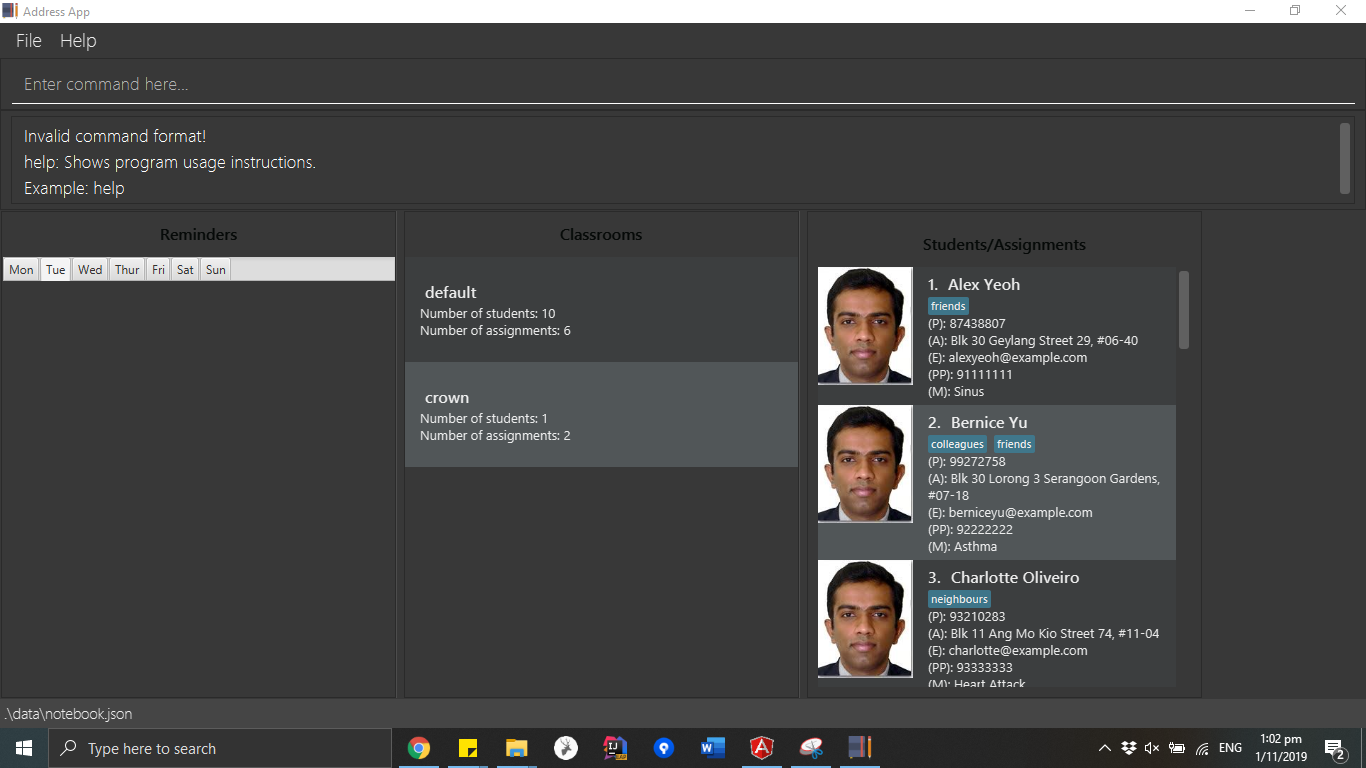 Address App
File Help
Enter command here...
Invalid command format!
help: Shows program usage instructions.
Example: help
Reminders
Mon Tue Wed Thur Fri Sat Sun
Classrooms
default
Number of students: 10
Number of assignments: 6
crown
Number of students: 1
Number of assignments: 2
Students/Assignments
1. Alex Yeoh
friends
(P): 87438807
(A): Blk 30 Geylang Street 29, #06-40
(E): alexyeoh@example.com
(PP): 91111111
(M): Sinus
2. Bernice Yu
colleagues friends
(P): 99272758
(A): Blk 30 Lorong 3 Serangoon Gardens,
#07-18
(E): berniceyu@example.com
(PP): 92222222
(M): Asthma
3. Charlotte Oliveiro
neighbours
(P): 93210283
(A): Blk 11 Ang Mo Kio Street 74, #11-04
(E): charlotte@example.com
(PP): 93333333
(M): Heart Attack
.\data\notebook.json
Type here to search
ENG
1:02 pm
1/11/2019
2